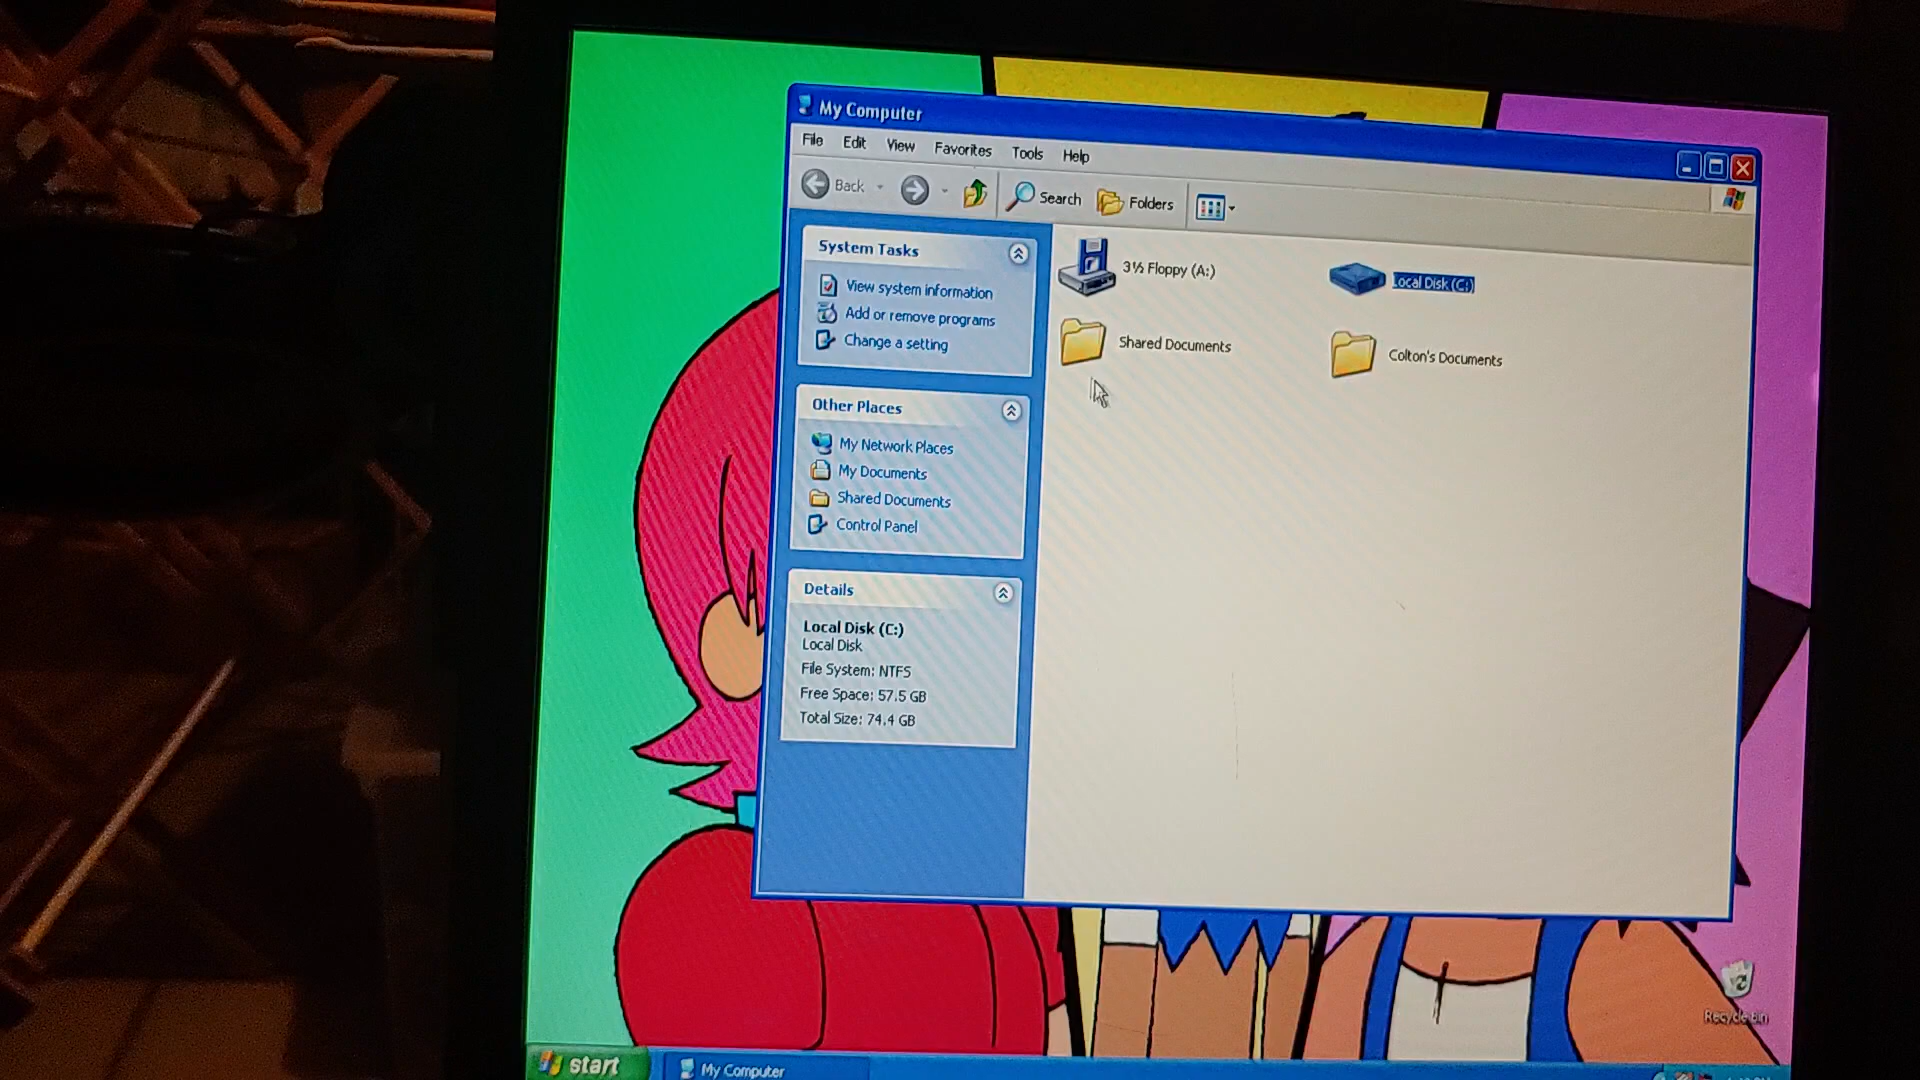 My Computer
File Edit View Favorites Tools Help
Back Search Folders
System Tasks
View system information
Add or remove programs
Change a setting
Other Places
My Network Places
My Documents
Shared Documents
Control Panel
Details
Local Disk (C:)
Local Disk
File System: NTFS
Free Space: 57.5 GB
Total Size: 74.4 GB
3½ Floppy (A:)
Local Disk (C:)
Shared Documents
Colton's Documents
Recycle Bin
start
My Computer